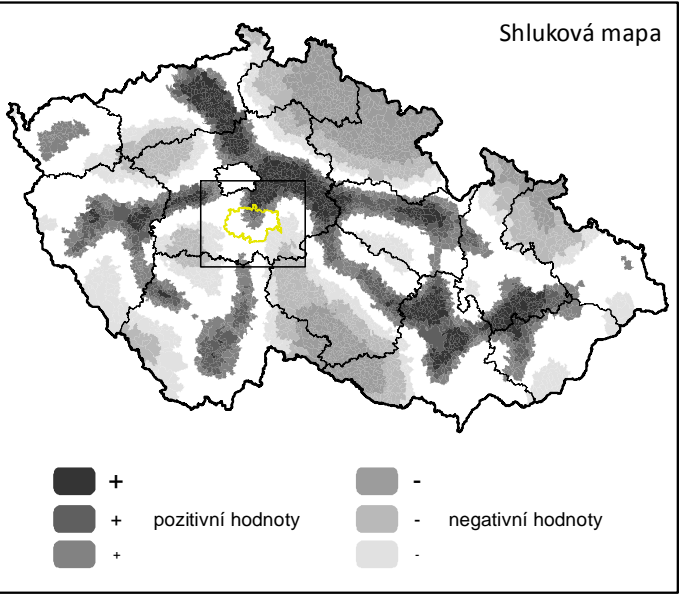 Shluková mapa
+ -
+ pozitivní hodnoty - negativní hodnoty
+ -